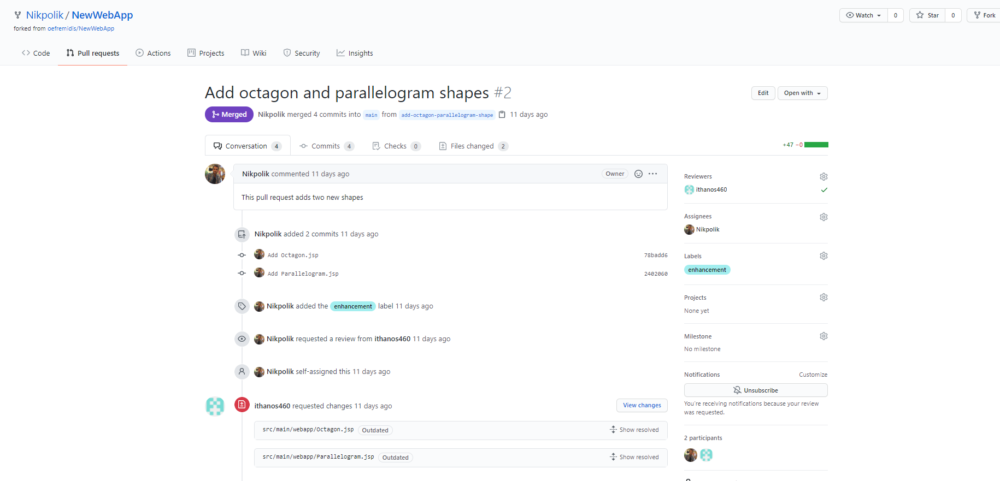 Nikpolik / NewWebApp
forked from oefremidis/NewWebApp
Watch 0 Star 0 Fork
Code Pull requests Actions Projects Wiki Security Insights
Add octagon and parallelogram shapes #2
Edit Open with
Merged Nikpolik merged 4 commits into main from add-octagon-parallelogram-shape 11 days ago
Conversation 4 Commits 4 Checks 0 Files changed 2 +47 −0
Nikpolik commented 11 days ago Owner
This pull request adds two new shapes
Nikpolik added 2 commits 11 days ago
Add Octagon.jsp 78badd6
Add Parallelogram.jsp 2402060
Nikpolik added the enhancement label 11 days ago
Nikpolik requested a review from ithanos460 11 days ago
Nikpolik self-assigned this 11 days ago
ithanos460 requested changes 11 days ago View changes
src/main/webapp/Octagon.jsp Outdated Show resolved
src/main/webapp/Parallelogram.jsp Outdated Show resolved
Reviewers
ithanos460
Assignees
Nikpolik
Labels
enhancement
Projects
None yet
Milestone
No milestone
Notifications Customize
Unsubscribe
You're receiving notifications because your review
was requested.
2 participants